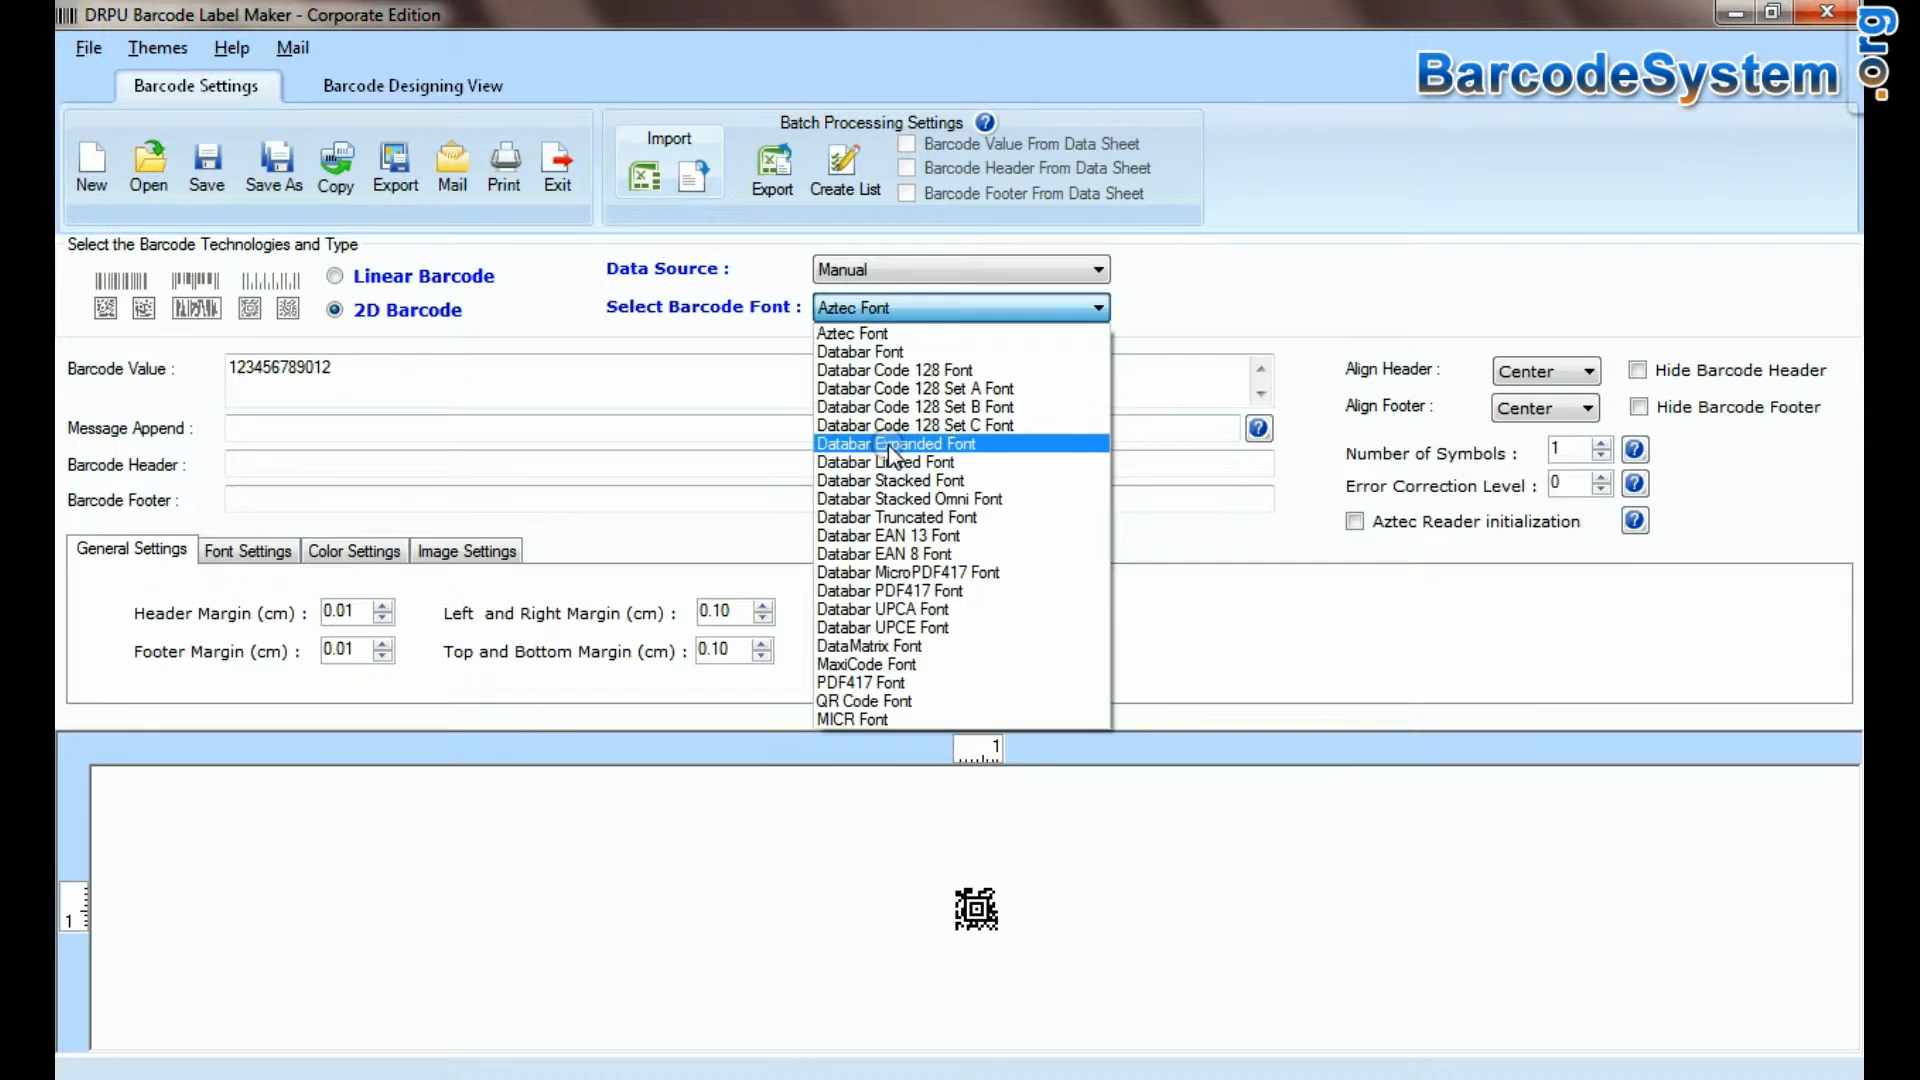 DRPU Barcode Label Maker - Corporate Edition
File Themes Help Mail
BarcodeSystem.org
Barcode Settings Barcode Designing View
New Open Save Save As Copy Export Mail Print Exit
Import
Batch Processing Settings ?
Export Create List
Barcode Value From Data Sheet
Barcode Header From Data Sheet
Barcode Footer From Data Sheet
Select the Barcode Technologies and Type
Linear Barcode
2D Barcode
Data Source : Manual
Select Barcode Font : Aztec Font
Aztec Font
Databar Font
Databar Code 128 Font
Databar Code 128 Set A Font
Databar Code 128 Set B Font
Databar Code 128 Set C Font
Databar Expanded Font
Databar Limited Font
Databar Stacked Font
Databar Stacked Omni Font
Databar Truncated Font
Databar EAN 13 Font
Databar EAN 8 Font
Databar MicroPDF417 Font
Databar PDF417 Font
Databar UPCA Font
Databar UPCE Font
DataMatrix Font
MaxiCode Font
PDF417 Font
QR Code Font
MICR Font
Barcode Value : 123456789012
Message Append : ?
Barcode Header :
Barcode Footer :
Align Header : Center Hide Barcode Header
Align Footer : Center Hide Barcode Footer
Number of Symbols : 1 ?
Error Correction Level : 0 ?
Aztec Reader initialization ?
General Settings Font Settings Color Settings Image Settings
Header Margin (cm) : 0.01 Left and Right Margin (cm) : 0.10
Footer Margin (cm) : 0.01 Top and Bottom Margin (cm) : 0.10
1
1